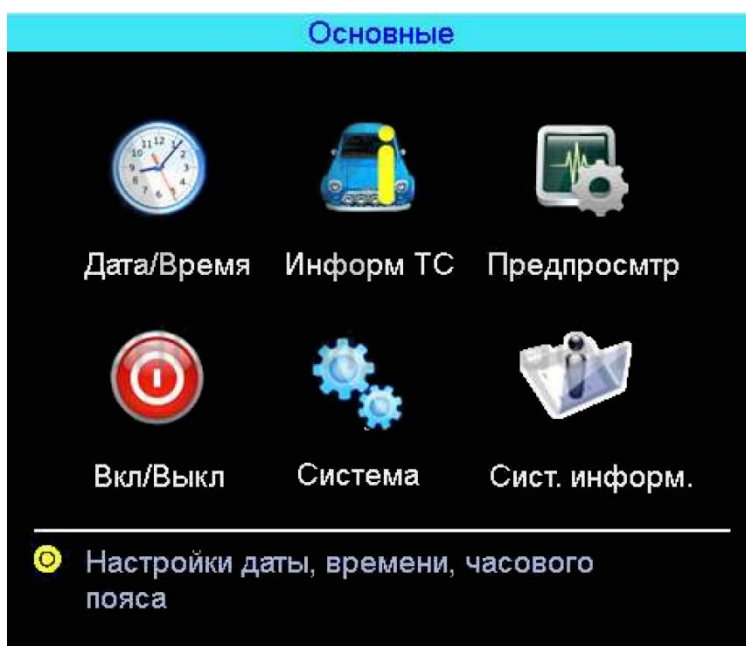 Основные
Дата/Время Информ ТС Предпросмтр
Вкл/Выкл Система Сист. информ.
Настройки даты, времени, часового
пояса